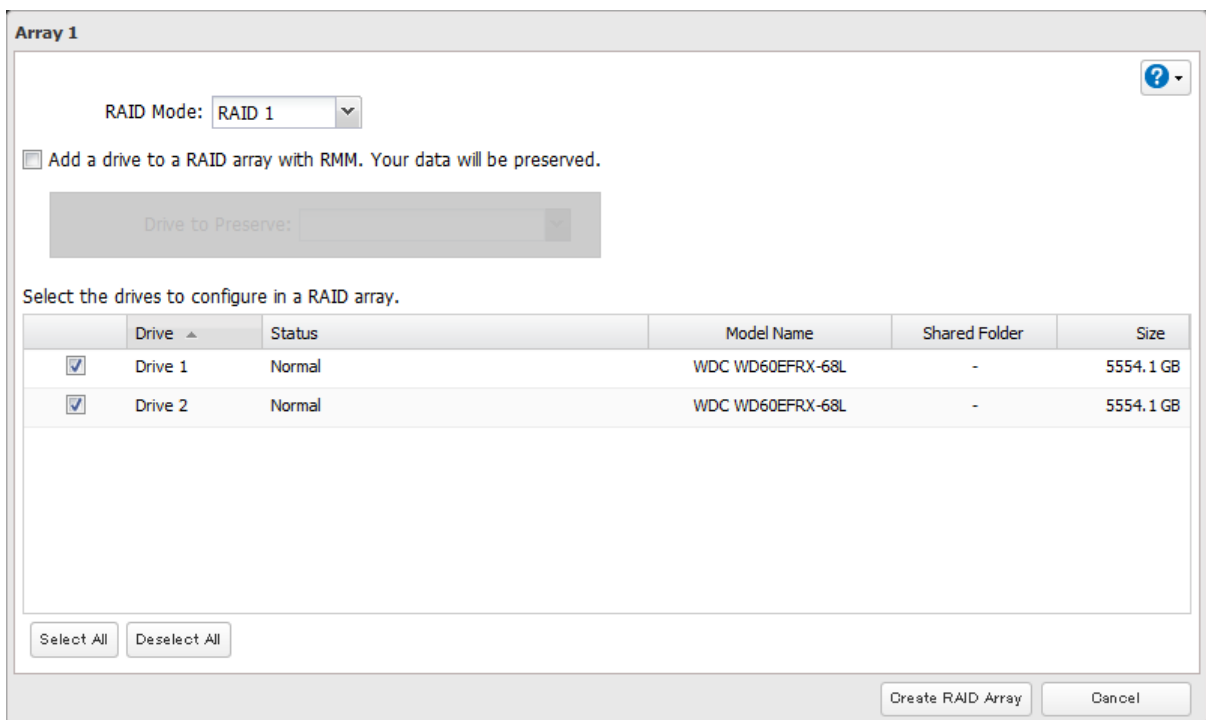 Array 1
RAID Mode: RAID 1
Add a drive to a RAID array with RMM. Your data will be preserved.
Drive to Preserve:
Select the drives to configure in a RAID array.
Drive Status Model Name Shared Folder Size
Drive 1 Normal WDC WD60EFRX-68L - 5554.1 GB
Drive 2 Normal WDC WD60EFRX-68L - 5554.1 GB
Select All Deselect All
Create RAID Array Cancel